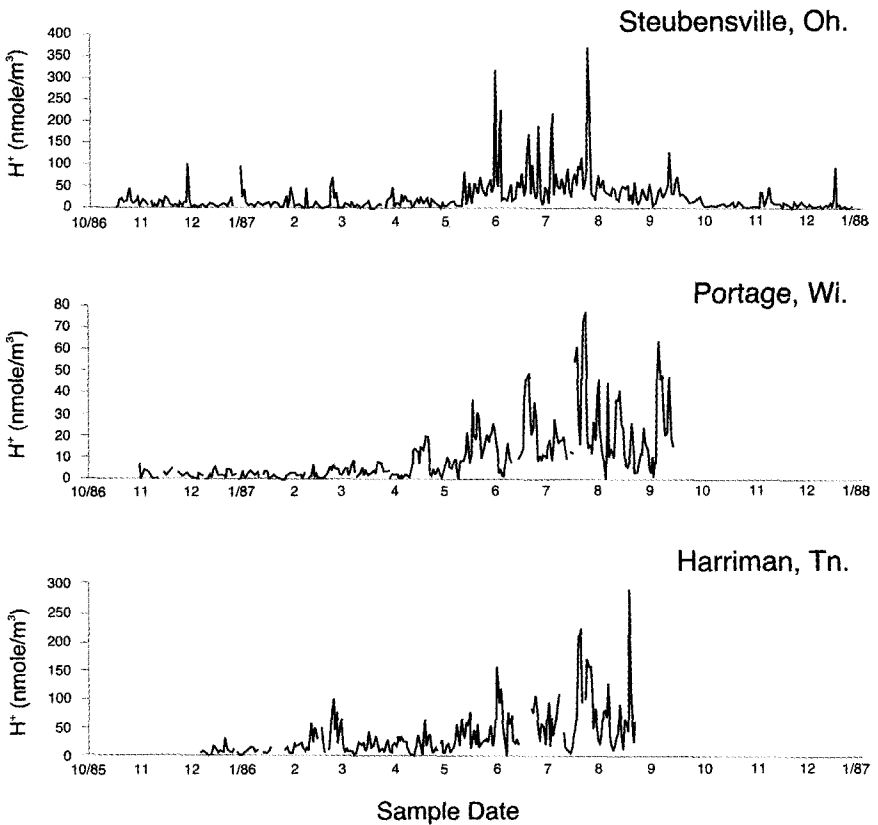 Steubensville, Oh.
H⁺ (nmole/m³)
400
350
300
250
200
150
100
50
0
10/86 11 12 1/87 2 3 4 5 6 7 8 9 10 11 12 1/88
Portage, Wi.
H⁺ (nmole/m³)
80
70
60
50
40
30
20
10
0
10/86 11 12 1/87 2 3 4 5 6 7 8 9 10 11 12 1/88
Harriman, Tn.
H⁺ (nmole/m³)
300
250
200
150
100
50
0
10/85 11 12 1/86 2 3 4 5 6 7 8 9 10 11 12 1/87
Sample Date